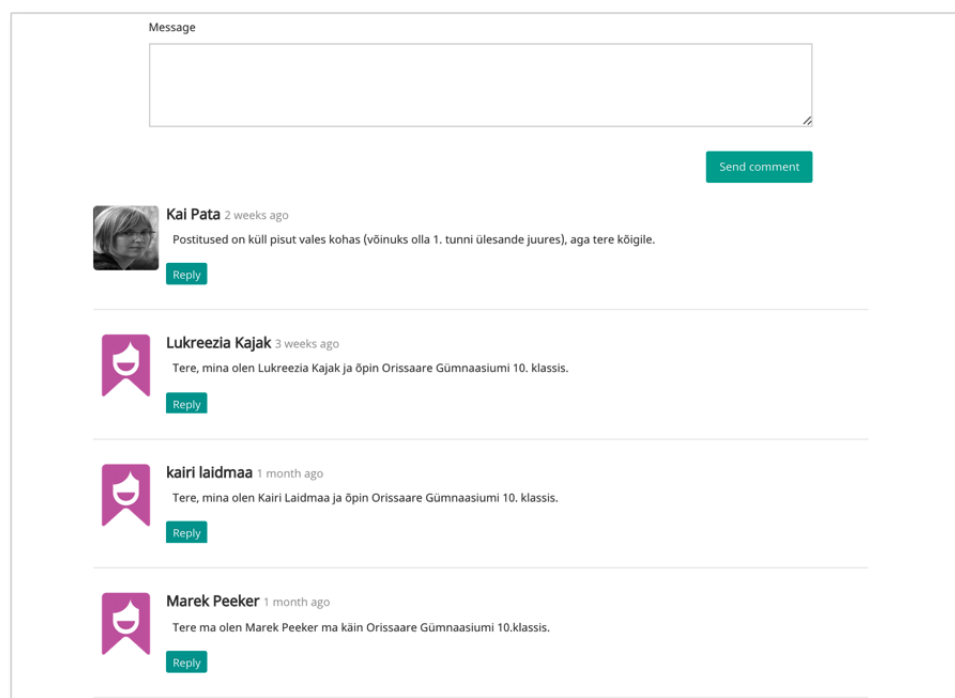 Message
Send comment
Kai Pata 2 weeks ago
Postitused on küll pisut vales kohas (võinuks olla 1. tunni ülesande juures), aga tere kõigile.
Reply
Lukreezia Kajak 3 weeks ago
Tere, mina olen Lukreezia Kajak ja õpin Orissaare Gümnaasiumi 10. klassis.
Reply
kairi laidmaa 1 month ago
Tere, mina olen Kairi Laidmaa ja õpin Orissaare Gümnaasiumi 10. klassis.
Reply
Marek Peeker 1 month ago
Tere ma olen Marek Peeker ma käin Orissaare Gümnaasiumi 10.klassis.
Reply